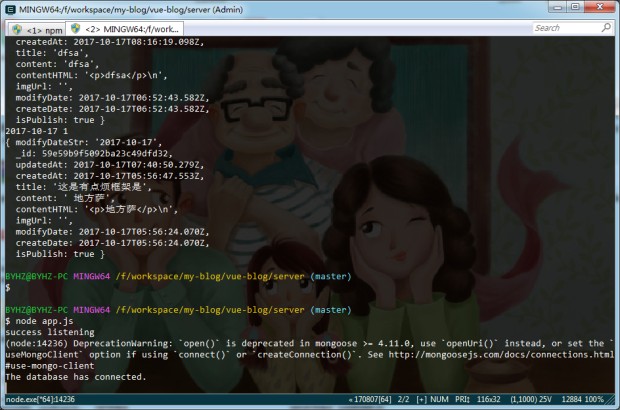 MINGW64:/f/workspace/my-blog/vue-blog/server (Admin)
<1> npm
<2> MINGW64:/f/work...
Search
createdAt: 2017-10-17T08:16:19.098Z,
title: 'dfsa',
content: 'dfsa',
contentHTML: '<p>dfsa</p>\n',
imgUrl: '',
modifyDate: 2017-10-17T06:52:43.582Z,
createDate: 2017-10-17T06:52:43.582Z,
isPublish: true }
2017-10-17 1
{ modifyDateStr: '2017-10-17',
_id: 59e59b9f5092ba23c49dfd32,
updatedAt: 2017-10-17T07:40:50.279Z,
createdAt: 2017-10-17T05:56:47.553Z,
title: '这是有点烦框架是',
content: ' 地方萨',
contentHTML: '<p>地方萨</p>\n',
imgUrl: '',
modifyDate: 2017-10-17T05:56:24.070Z,
createDate: 2017-10-17T05:56:24.070Z,
isPublish: true }
BYHZ@BYHZ-PC MINGW64 /f/workspace/my-blog/vue-blog/server (master)
$
BYHZ@BYHZ-PC MINGW64 /f/workspace/my-blog/vue-blog/server (master)
$ node app.js
success listening
(node:14236) DeprecationWarning: `open()` is deprecated in mongoose >= 4.11.0, use `openUri()` instead, or set the `
useMongoClient` option if using `connect()` or `createConnection()`. See http://mongoosejs.com/docs/connections.html
#use-mongo-client
The database has connected.
node.exe[*64]:14236
«170807[64] 2/2 [+] NUM PRI↕ 116x32 (1,1000) 25V 12884 100%